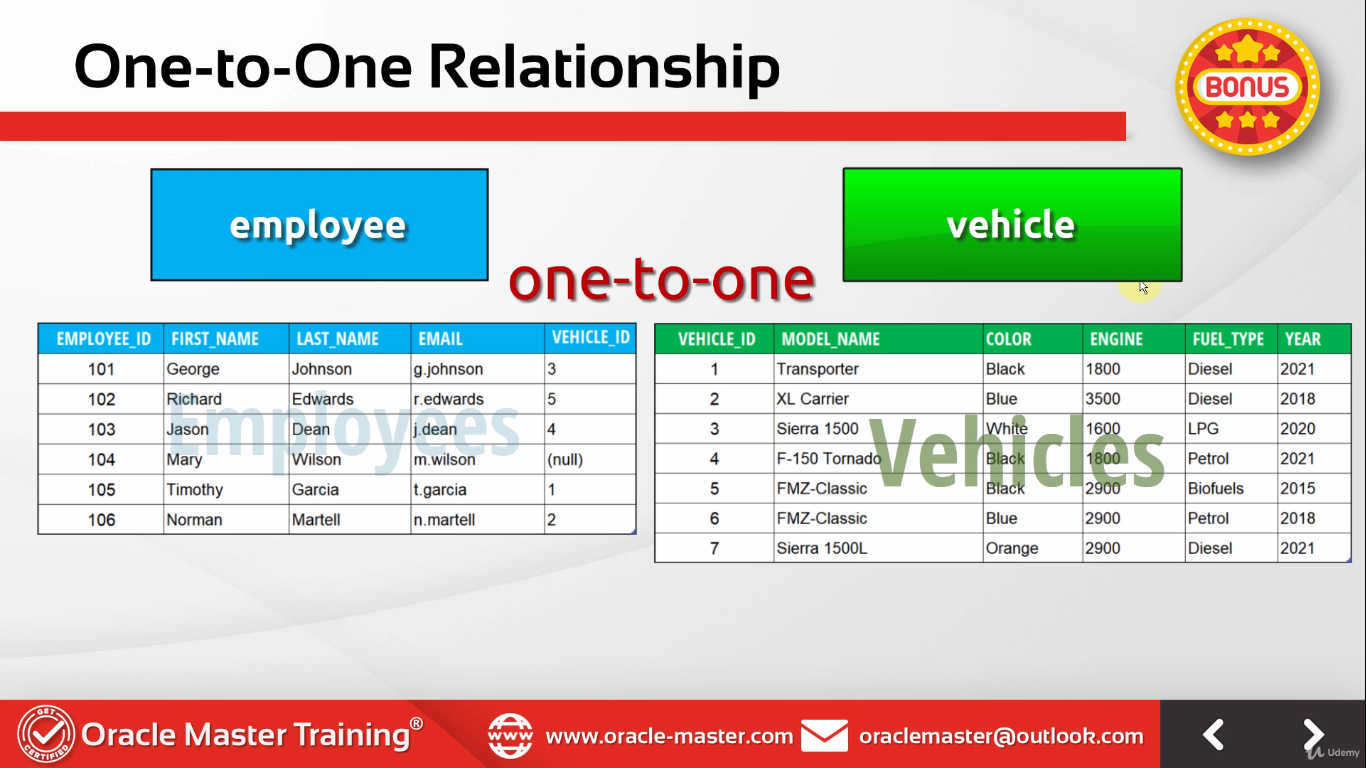 One-to-One Relationship
BONUS
employee
vehicle
one-to-one
EMPLOYEE_ID FIRST_NAME LAST_NAME EMAIL VEHICLE_ID
101 George Johnson g.johnson 3
102 Richard Edwards r.edwards 5
103 Jason Dean j.dean 4
104 Mary Wilson m.wilson (null)
105 Timothy Garcia t.garcia 1
106 Norman Martell n.martell 2
Employees
VEHICLE_ID MODEL_NAME COLOR ENGINE FUEL_TYPE YEAR
1 Transporter Black 1800 Diesel 2021
2 XL Carrier Blue 3500 Diesel 2018
3 Sierra 1500 White 1600 LPG 2020
4 F-150 Tornado Black 1800 Petrol 2021
5 FMZ-Classic Black 2900 Biofuels 2015
6 FMZ-Classic Blue 2900 Petrol 2018
7 Sierra 1500L Orange 2900 Diesel 2021
Vehicles
GET CERTIFIED
Oracle Master Training®
www www.oracle-master.com
oraclemaster@outlook.com
Udemy